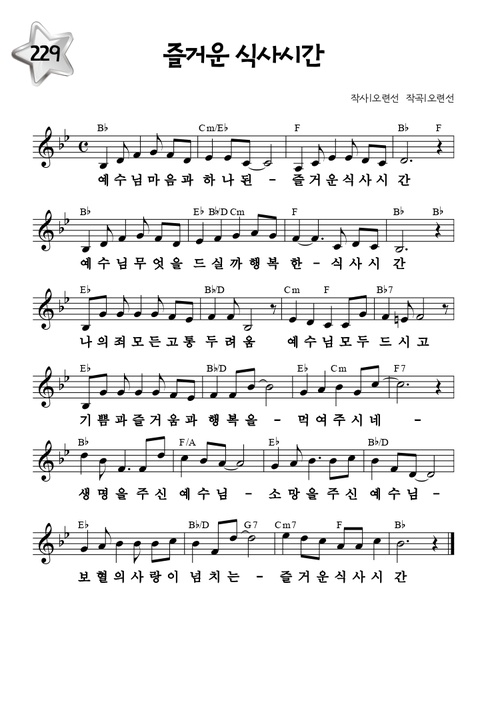 229
즐거운 식사시간
작사|오련선 작곡|오련선
B♭ Cm/E♭ F B♭ F
예수님마음과 하나된 - 즐거운식사시 간
B♭ E♭ B♭/D Cm F B♭ B♭
예수님무엇을 드실까행복 한 - 식사시 간
E♭ B♭/D Cm F B♭7
나의죄모든고통 두려움 예수님모두드시고
E♭ B♭/D E♭ Cm F7
기쁨과즐거움과 행복을 - 먹여주시네 -
B♭ F/A E♭ B♭/D
생명을주신 예수님 - 소망을주신 예수님 -
E♭ B♭/D G7 Cm7 F B♭
보혈의사랑이 넘치는 - 즐거운식사시 간